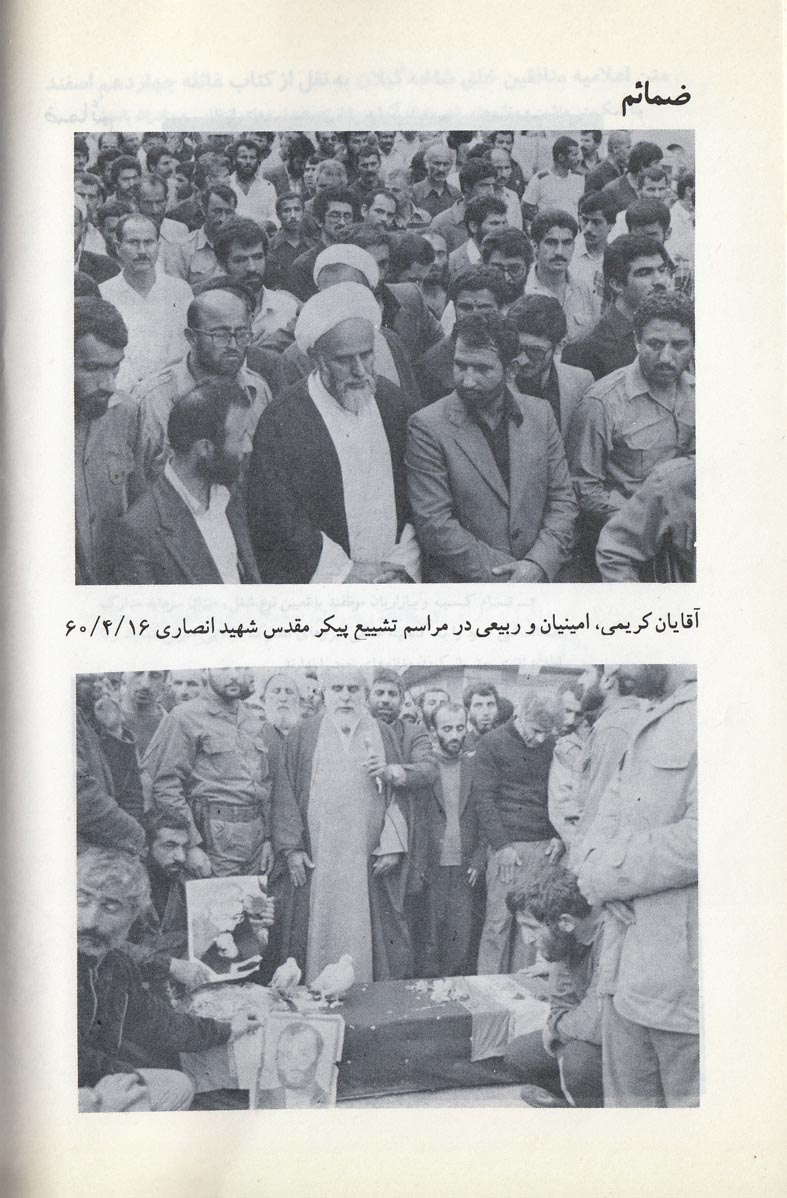 ضمائم
آقایان کریمی، امینیان و ربیعی در مراسم تشییع پیکر مقدس شهید انصاری ۶۰/۴/۱۶